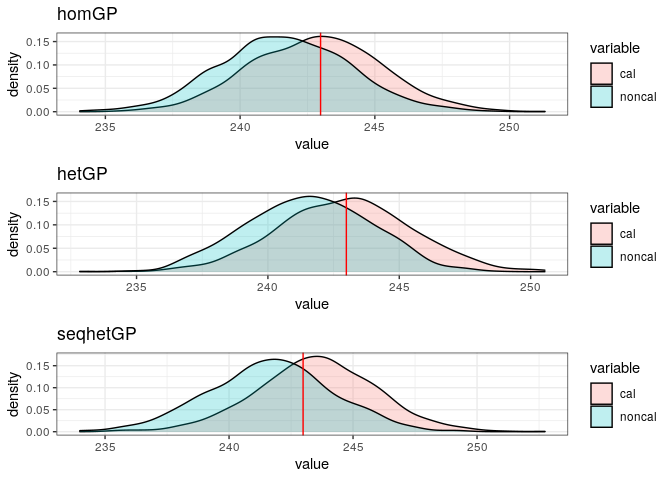 homGP
density
0.15
0.10
0.05
0.00
235 240 245 250
value
variable
cal
noncal
hetGP
density
0.15
0.10
0.05
0.00
235 240 245 250
value
variable
cal
noncal
seqhetGP
density
0.15
0.10
0.05
0.00
235 240 245 250
value
variable
cal
noncal